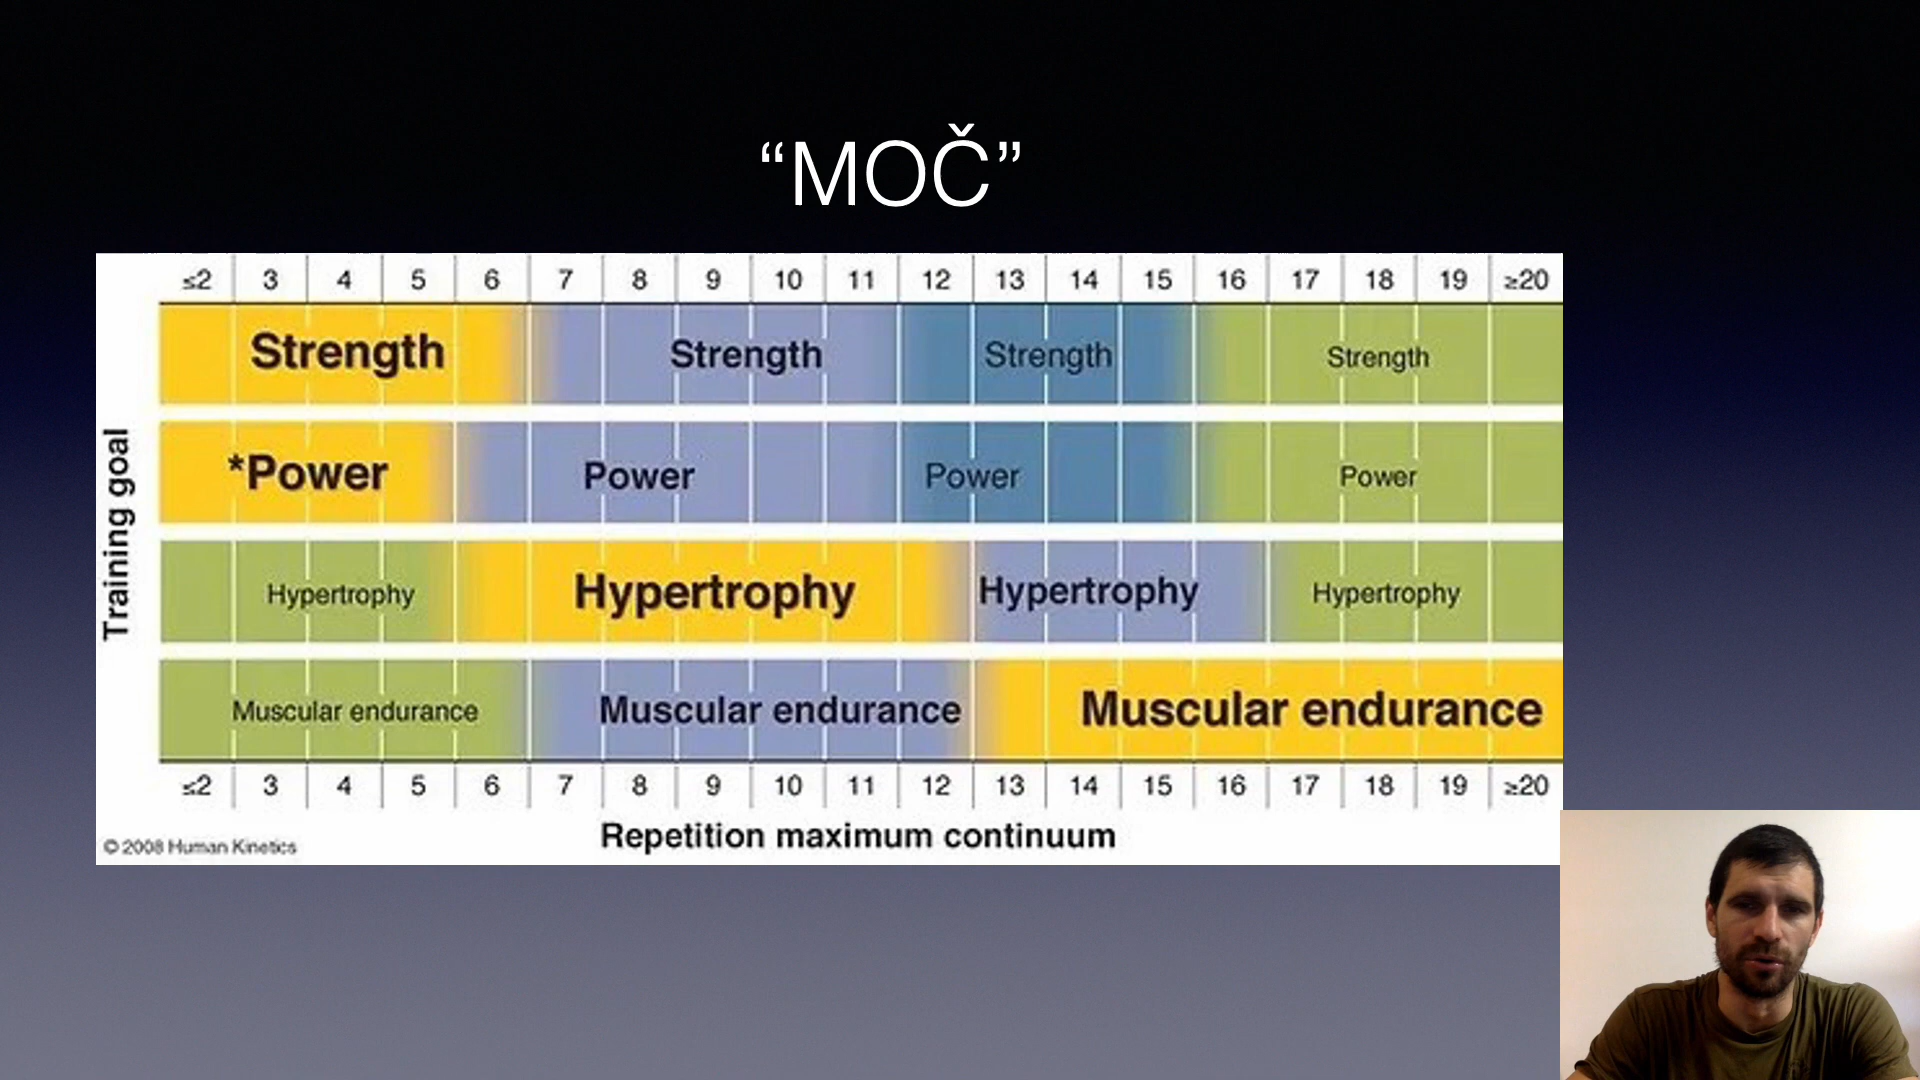 “MOČ”
≤2 3 4 5 6 7 8 9 10 11 12 13 14 15 16 17 18 19 ≥20
Strength Strength Strength Strength
*Power Power Power Power
Training goal
Hypertrophy Hypertrophy Hypertrophy Hypertrophy
Muscular endurance Muscular endurance Muscular endurance
≤2 3 4 5 6 7 8 9 10 11 12 13 14 15 16 17 18 19 ≥20
Repetition maximum continuum
© 2008 Human Kinetics